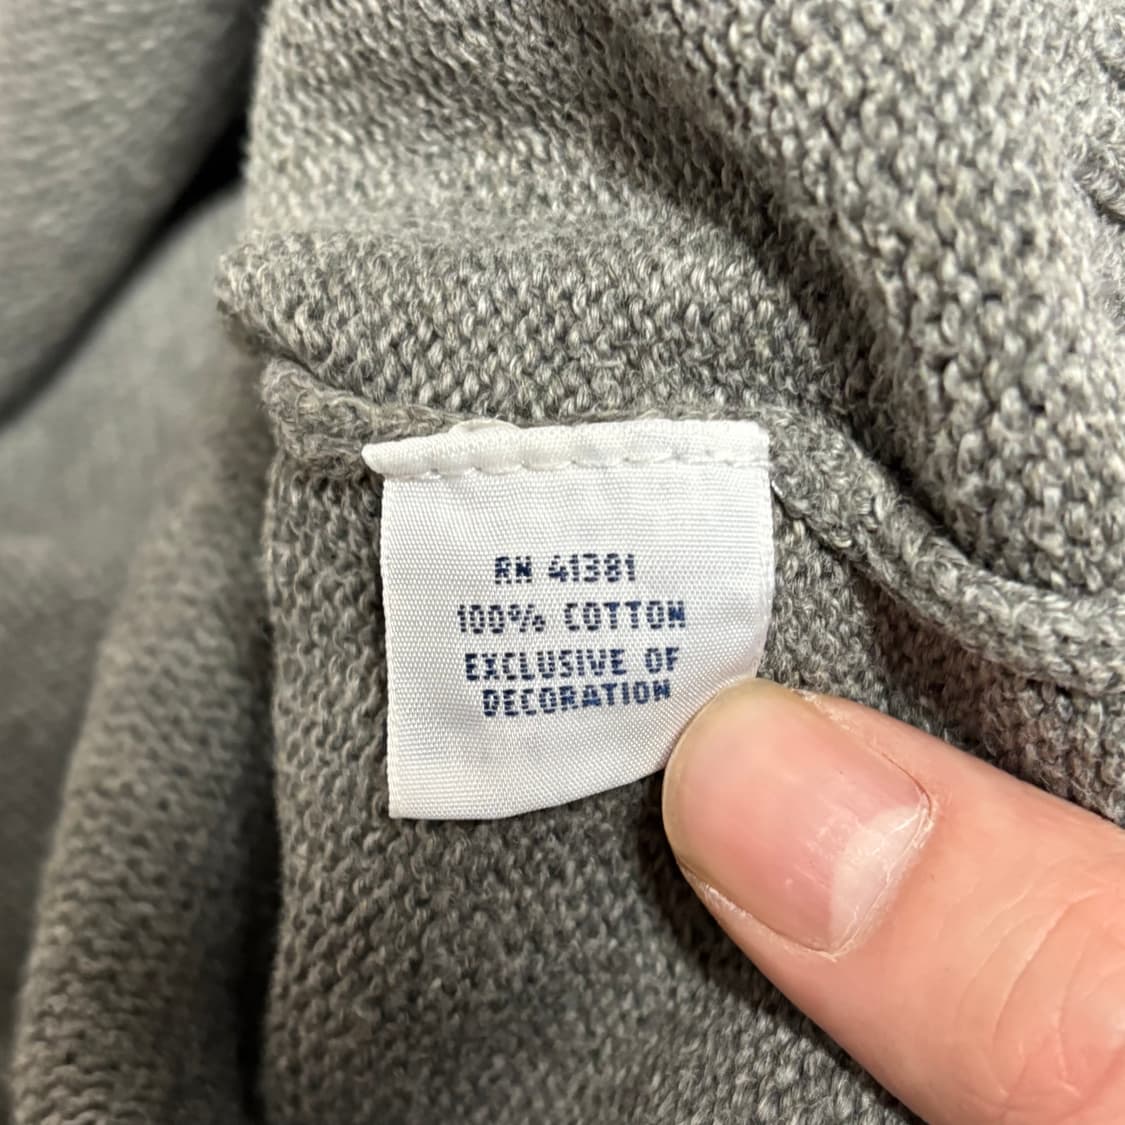 RN 41381
100% COTTON
EXCLUSIVE OF
DECORATION